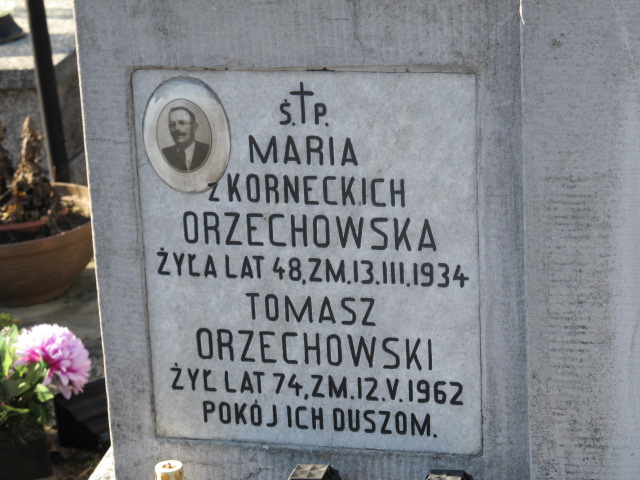 Ś.†P.
MARIA
Z KORNECKICH
ORZECHOWSKA
ŻYŁA LAT 48, ZM. 13.III.1934
TOMASZ
ORZECHOWSKI
ŻYŁ LAT 74, ZM. 12.V.1962
POKÓJ ICH DUSZOM.